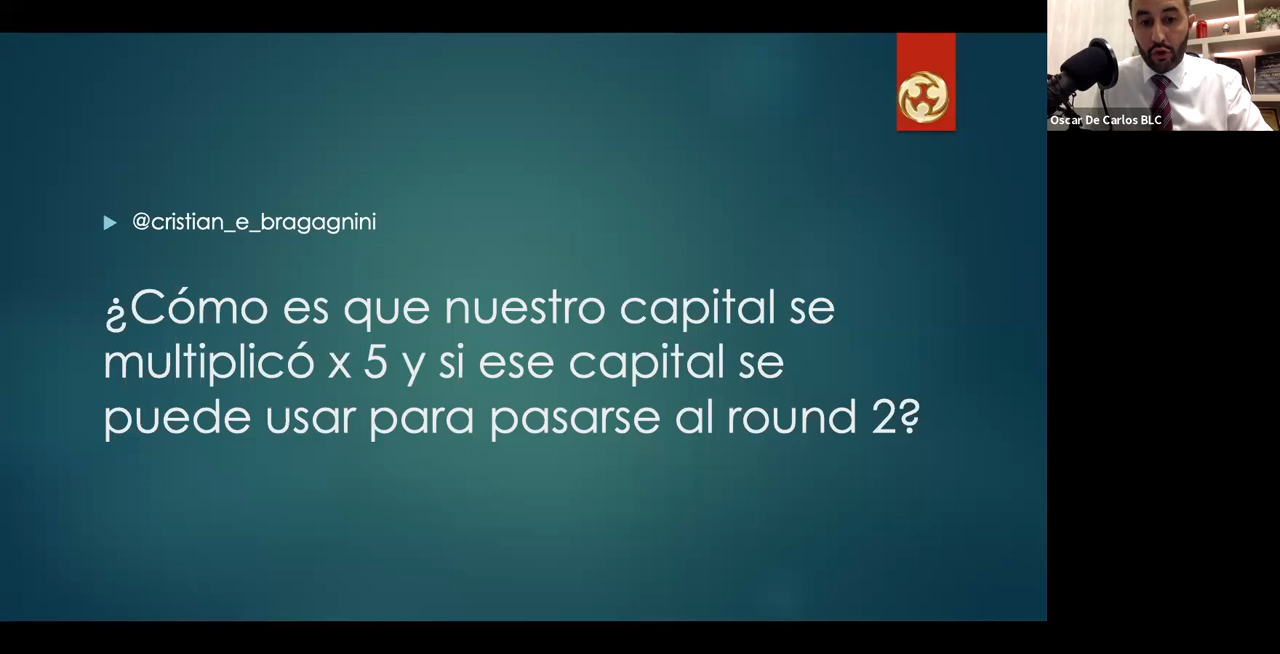 @cristian_e_bragagnini
¿Cómo es que nuestro capital se
multiplicó x 5 y si ese capital se
puede usar para pasarse al round 2?
Oscar De Carlos BLC